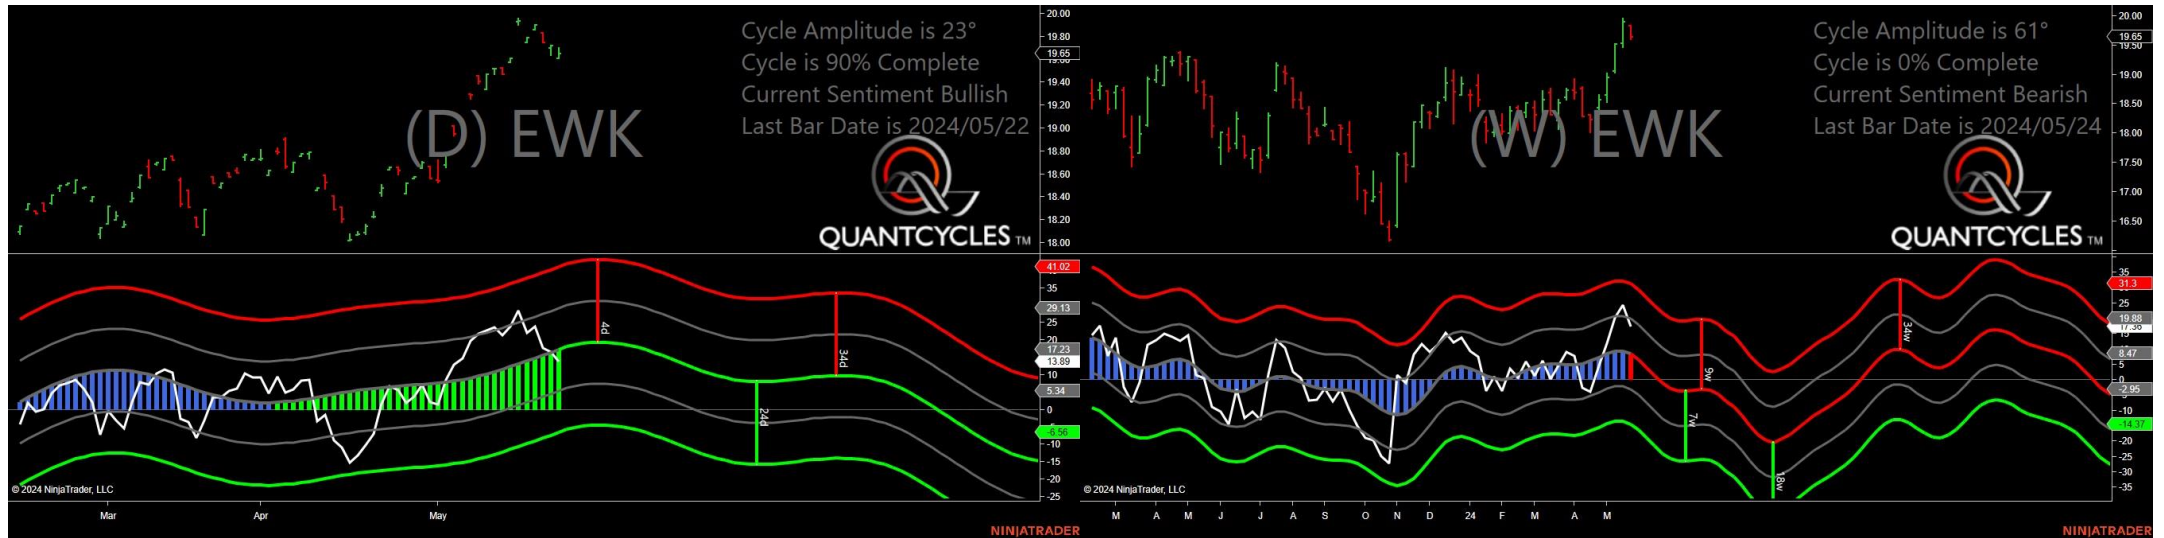 Cycle Amplitude is 23°
Cycle is 90% Complete
Current Sentiment Bullish
Last Bar Date is 2024/05/22
(D) EWK
QUANTCYCLES TM
20.00
19.80
19.65
19.40
19.20
19.00
18.80
18.60
18.40
18.20
18.00
41.02
35
29.13
25
20
17.23
13.89
10
5.34
0
-6.56
-10
-15
-20
-25
4d
24d
34d
© 2024 NinjaTrader, LLC
Mar Apr May
NINJATRADER
Cycle Amplitude is 61°
Cycle is 0% Complete
Current Sentiment Bearish
Last Bar Date is 2024/05/24
(W) EWK
QUANTCYCLES TM
20.00
19.65
19.50
19.00
18.50
18.00
17.50
17.00
16.50
35
31.3
25
19.88
17.36
8.47
5
0
-2.95
-10
-14.37
-20
-25
-30
-35
9w
7w
18w
34w
© 2024 NinjaTrader, LLC
M A M J J A S O N D 24 F M A M
NINJATRADER